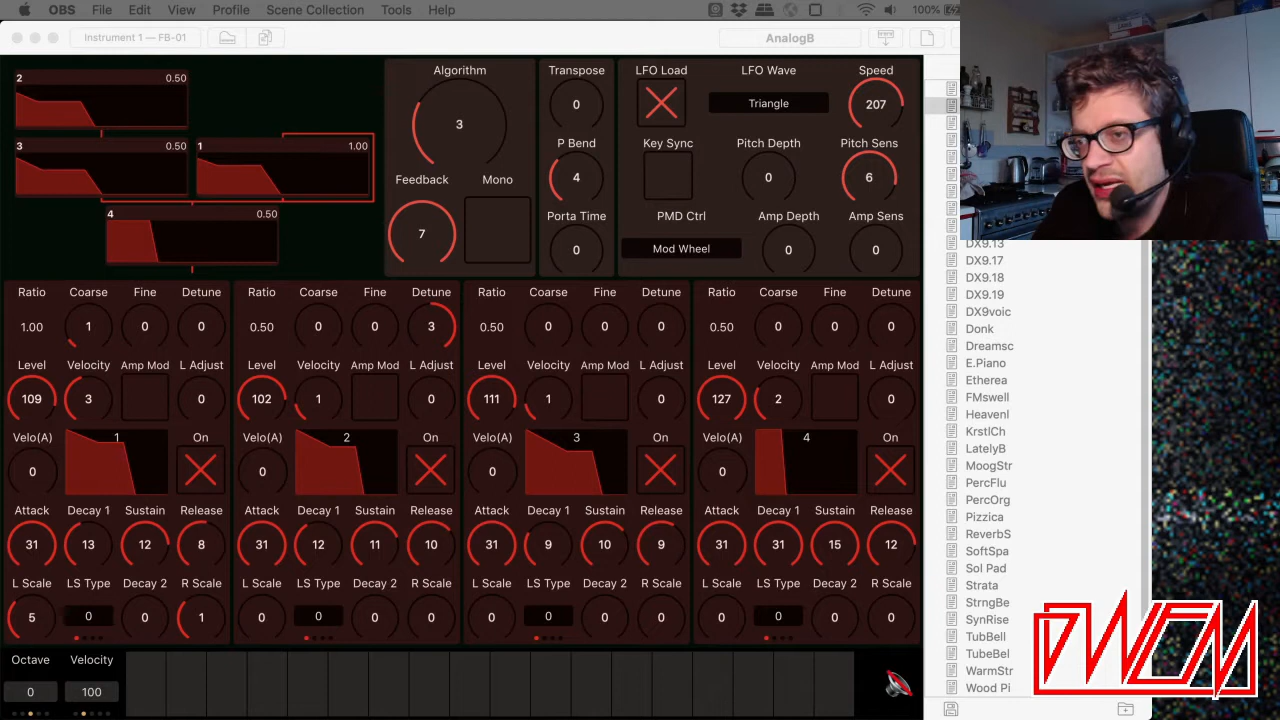 OBS File Edit View Profile Scene Collection Tools Help 100%
Instrument 1 — FB-01 AnalogB
2 0.50
3 0.50 1 1.00
4 0.50
Algorithm
3
Feedback Mono
7
Transpose
0
P Bend
4
Porta Time
0
LFO Load LFO Wave Speed
Triangle 207
Key Sync Pitch Depth Pitch Sens
0 6
PMD Ctrl Amp Depth Amp Sens
Mod Wheel 0 0
Ratio Coarse Fine Detune Ratio Coarse Fine Detune Ratio Coarse Fine Detune Ratio Coarse Fine Detune
1.00 1 0 0 0.50 0 0 3 0.50 0 0 0 0.50 0 0 0
Level Velocity Amp Mod L Adjust Level Velocity Amp Mod L Adjust Level Velocity Amp Mod L Adjust Level Velocity Amp Mod L Adjust
109 3 0 102 1 0 111 1 0 127 2 0
Velo(A) 1 On Velo(A) 2 On Velo(A) 3 On Velo(A) 4 On
0 0 0 0
Attack Decay 1 Sustain Release Attack Decay 1 Sustain Release Attack Decay 1 Sustain Release Attack Decay 1 Sustain Release
31 13 12 8 31 12 11 10 31 9 10 9 31 31 15 12
L Scale LS Type Decay 2 R Scale L Scale LS Type Decay 2 R Scale L Scale LS Type Decay 2 R Scale L Scale LS Type Decay 2 R Scale
5 0 0 1 0 0 0 0 0 0 0 0 0 0 0 0
Octave Velocity
0 100
DX9.13
DX9.17
DX9.18
DX9.19
DX9voic
Donk
Dreamsc
E.Piano
Etherea
FMswell
Heavenl
KrstlCh
LatelyB
MoogStr
PercFlu
PercOrg
Pizzica
ReverbS
SoftSpa
Sol Pad
Strata
StrngBe
SynRise
TubBell
TubeBel
WarmStr
Wood Pi